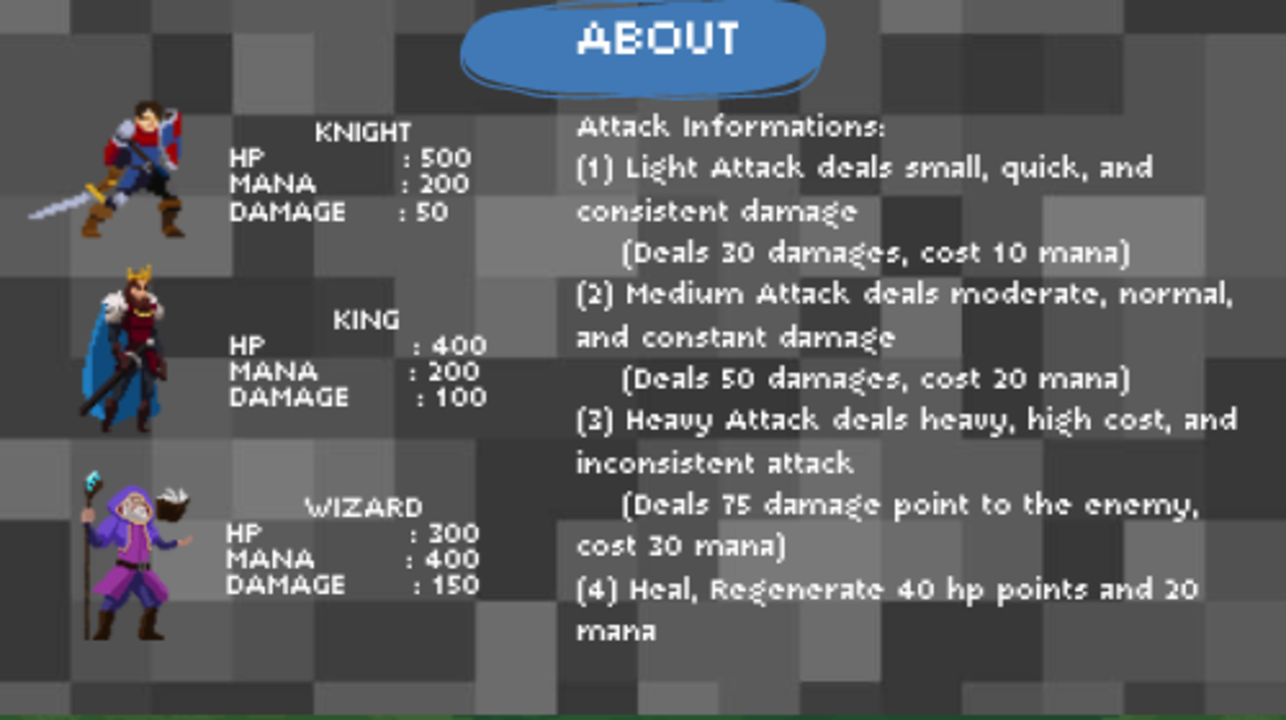 ABOUT
KNIGHT
HP : 500
MANA : 200
DAMAGE : 50
KING
HP : 400
MANA : 200
DAMAGE : 100
WIZARD
HP : 300
MANA : 400
DAMAGE : 150
Attack Informations:
(1) Light Attack deals small, quick, and
consistent damage
(Deals 30 damages, cost 10 mana)
(2) Medium Attack deals moderate, normal,
and constant damage
(Deals 50 damages, cost 20 mana)
(3) Heavy Attack deals heavy, high cost, and
inconsistent attack
(Deals 75 damage point to the enemy,
cost 30 mana)
(4) Heal, Regenerate 40 hp points and 20
mana